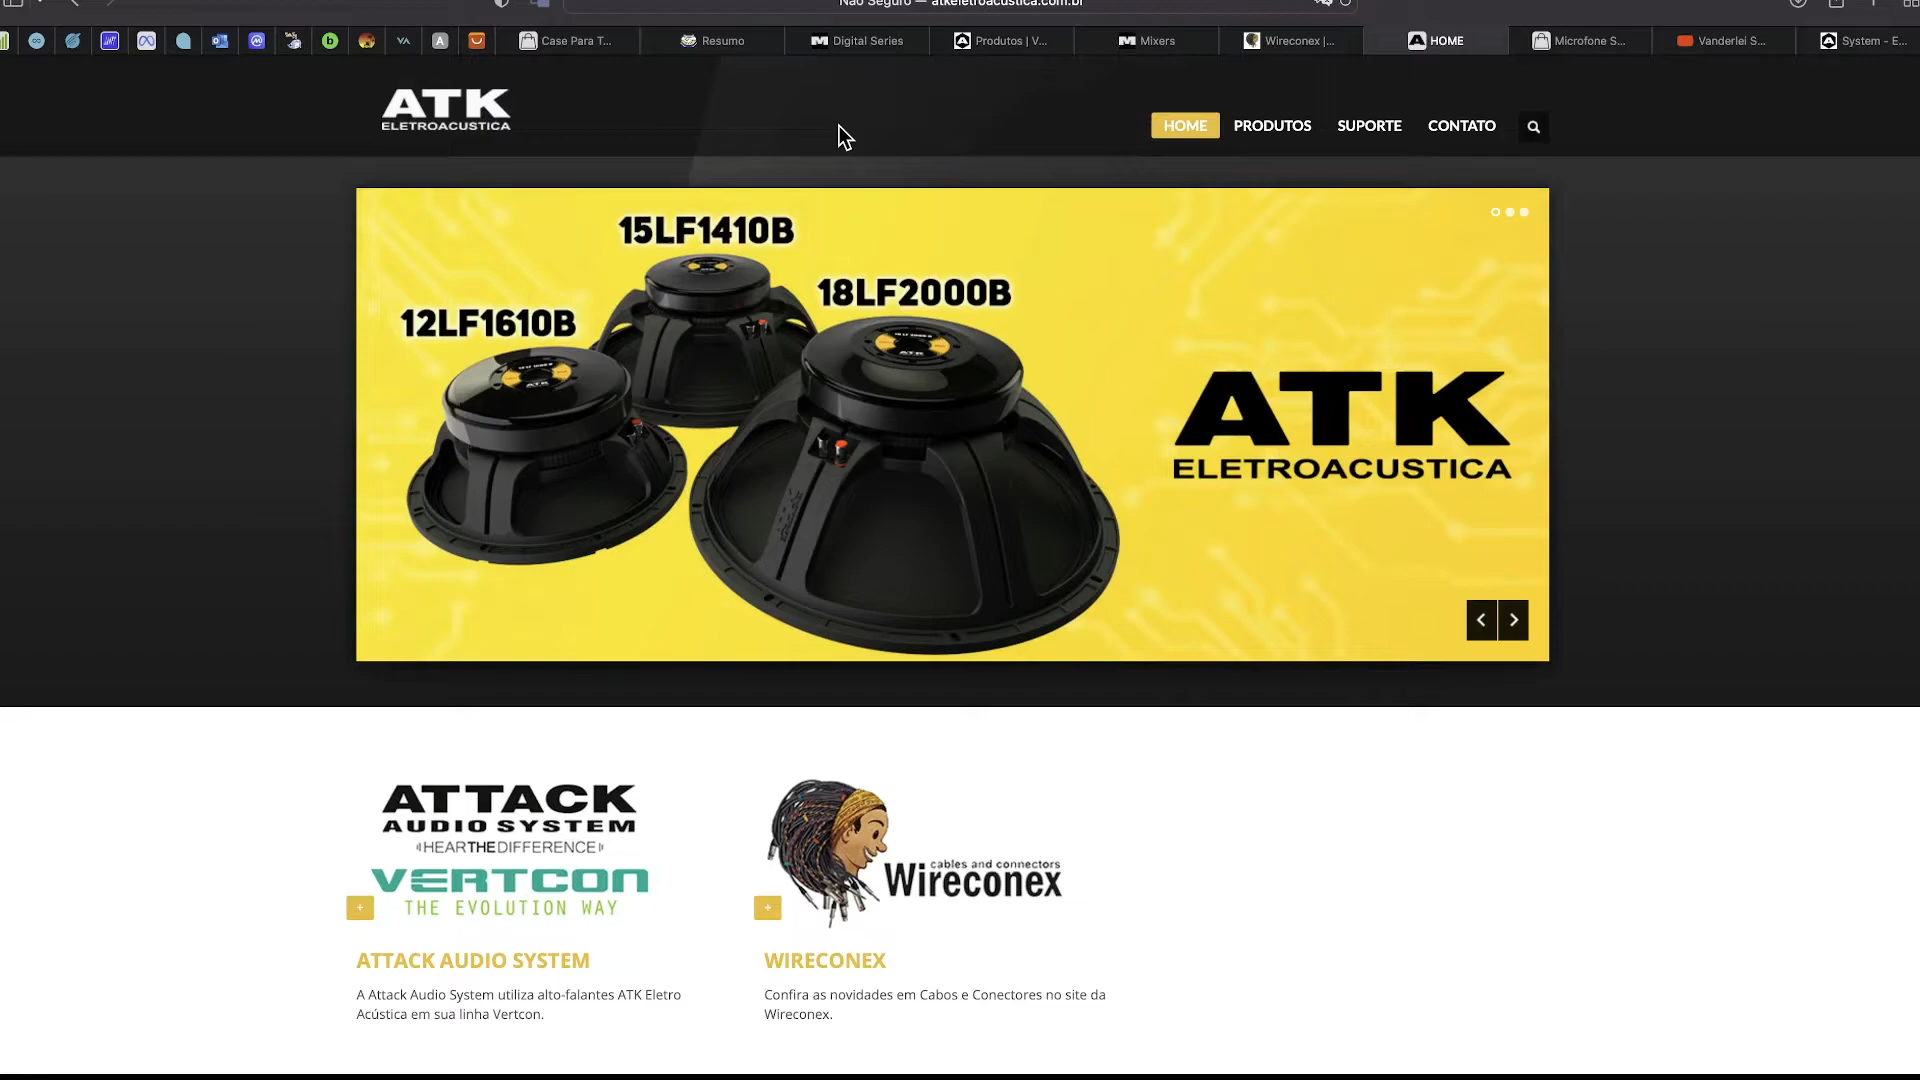 Não Seguro — atkeletroacustica.com.br
Case Para T...
Resumo
Digital Series
Produtos | V...
Mixers
Wireconex |...
HOME
Microfone S...
Vanderlei S...
System - E...
ATK
ELETROACUSTICA
HOME
PRODUTOS
SUPORTE
CONTATO
15LF1410B
18LF2000B
12LF1610B
ATK
ELETROACUSTICA
ATTACK
AUDIO SYSTEM
HEARTHEDIFFERENCE
VERTCON
THE EVOLUTION WAY
cables and connectors
Wireconex
ATTACK AUDIO SYSTEM
A Attack Audio System utiliza alto-falantes ATK Eletro
Acústica em sua linha Vertcon.
WIRECONEX
Confira as novidades em Cabos e Conectores no site da
Wireconex.